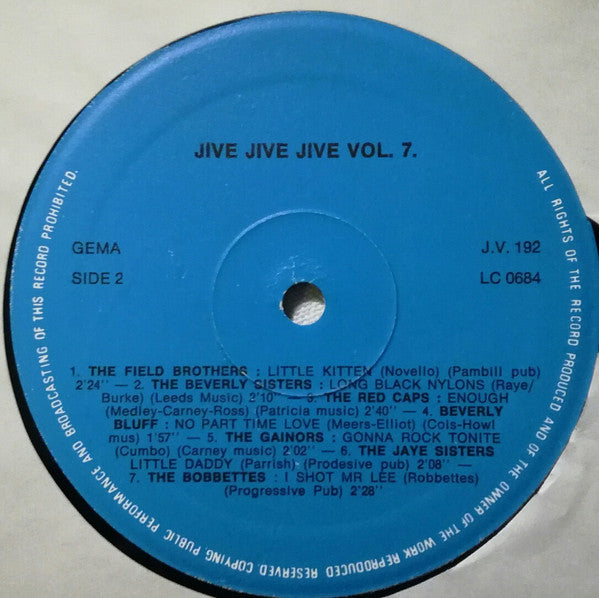 JIVE JIVE JIVE VOL. 7.
GEMA
J.V. 192
SIDE 2
LC 0684
1. THE FIELD BROTHERS : LITTLE KITTEN (Novello) (Pambill pub)
2'24'' — 2. THE BEVERLY SISTERS : LONG BLACK NYLONS (Raye/
Burke) (Leeds Music) 2'10'' — 3. THE RED CAPS : ENOUGH
(Medley-Carney-Ross) (Patricia music) 2'40'' — 4. BEVERLY
BLUFF : NO PART TIME LOVE (Meers-Elliot) (Cois-Howl
mus) 1'57'' — 5. THE GAINORS : GONNA ROCK TONITE
(Cumbo) (Carney music) 2'02'' — 6. THE JAYE SISTERS
LITTLE DADDY (Parrish) (Prodesive pub) 2'08'' —
7. THE BOBBETTES : I SHOT MR LEE (Robbettes)
(Progressive Pub) 2'28''
ALL RIGHTS OF THE RECORD PRODUCED AND OF THE OWNER OF THE WORK REPRODUCED RESERVED COPYING PUBLIC PERFORMANCE AND BROADCASTING OF THIS RECORD PROHIBITED.